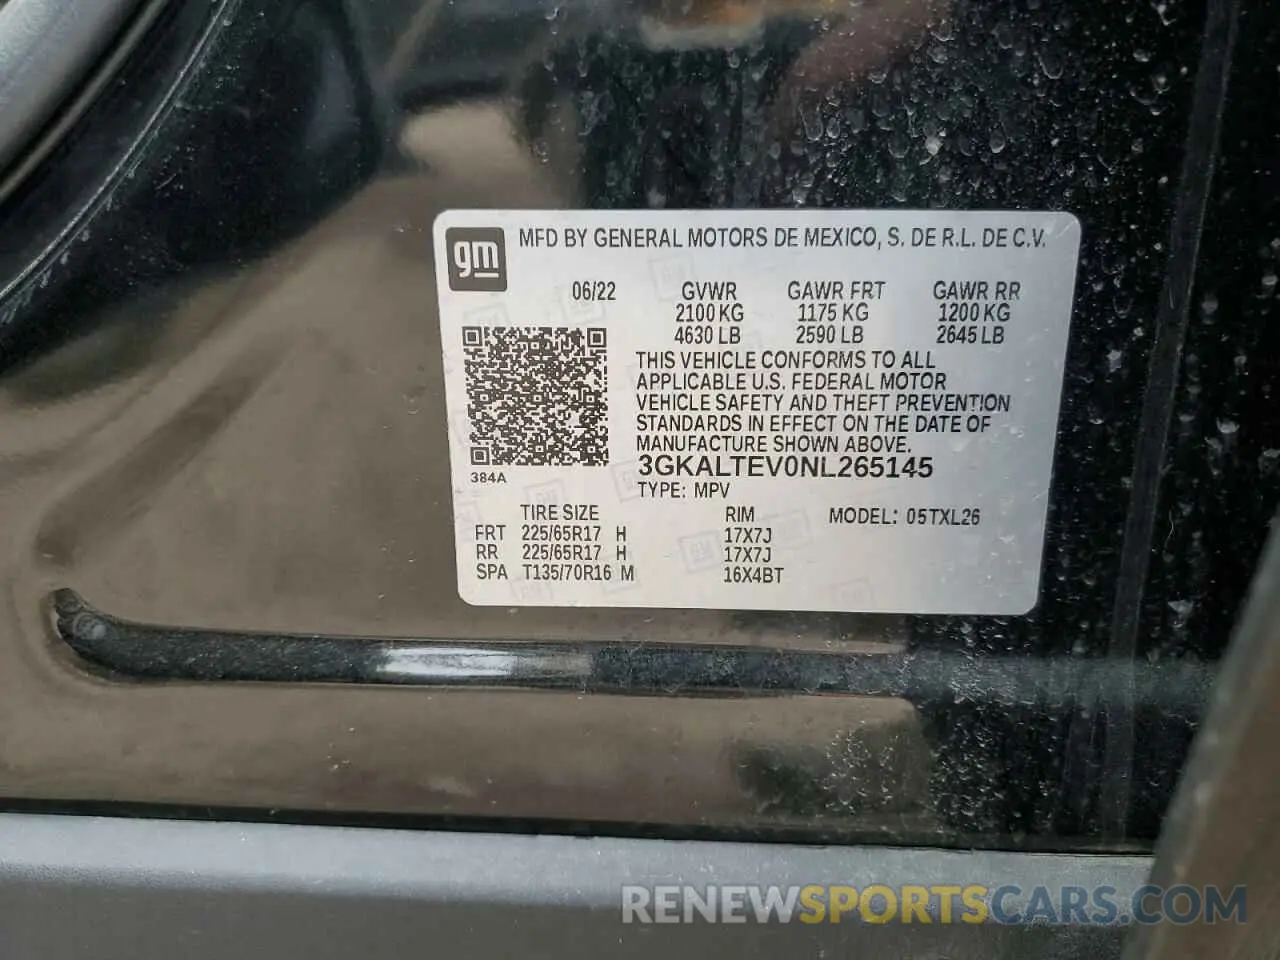 gm MFD BY GENERAL MOTORS DE MEXICO, S. DE R.L. DE C.V.
06/22 GVWR GAWR FRT GAWR RR
2100 KG 1175 KG 1200 KG
4630 LB 2590 LB 2645 LB
THIS VEHICLE CONFORMS TO ALL
APPLICABLE U.S. FEDERAL MOTOR
VEHICLE SAFETY AND THEFT PREVENTION
STANDARDS IN EFFECT ON THE DATE OF
MANUFACTURE SHOWN ABOVE.
3GKALTEV0NL265145
384A
TYPE: MPV
TIRE SIZE RIM MODEL: 05TXL26
FRT 225/65R17 H 17X7J
RR 225/65R17 H 17X7J
SPA T135/70R16 M 16X4BT
RENEWSPORTSCARS.COM